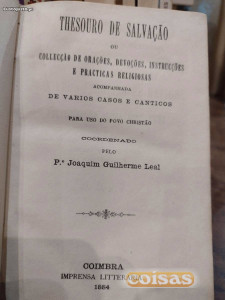 THESOURO DE SALVAÇÃO
OU
COLLECÇÃO DE ORAÇÕES, DEVOÇÕES, INSTRUCÇÕES
E PRACTICAS RELIGIOSAS
ACOMPANHADA
DE VARIOS CASOS E CANTICOS
PARA USO DO POVO CHRISTÃO
COORDENADO
PELO
P.e Joaquim Guilherme Leal
COIMBRA
IMPRENSA LITTERARIA
1884
coisas